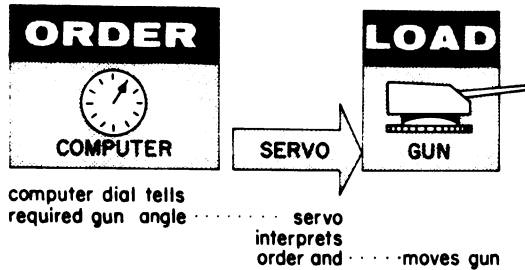 ORDER
COMPUTER
SERVO
LOAD
GUN
computer dial tells
required gun angle ········ servo
interprets
order and ······moves gun